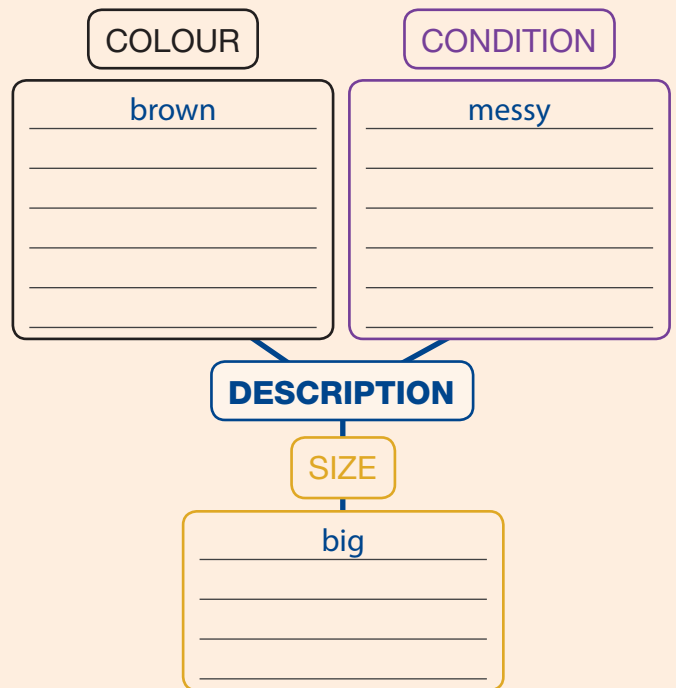 COLOUR
CONDITION
brown
messy
DESCRIPTION
SIZE
big